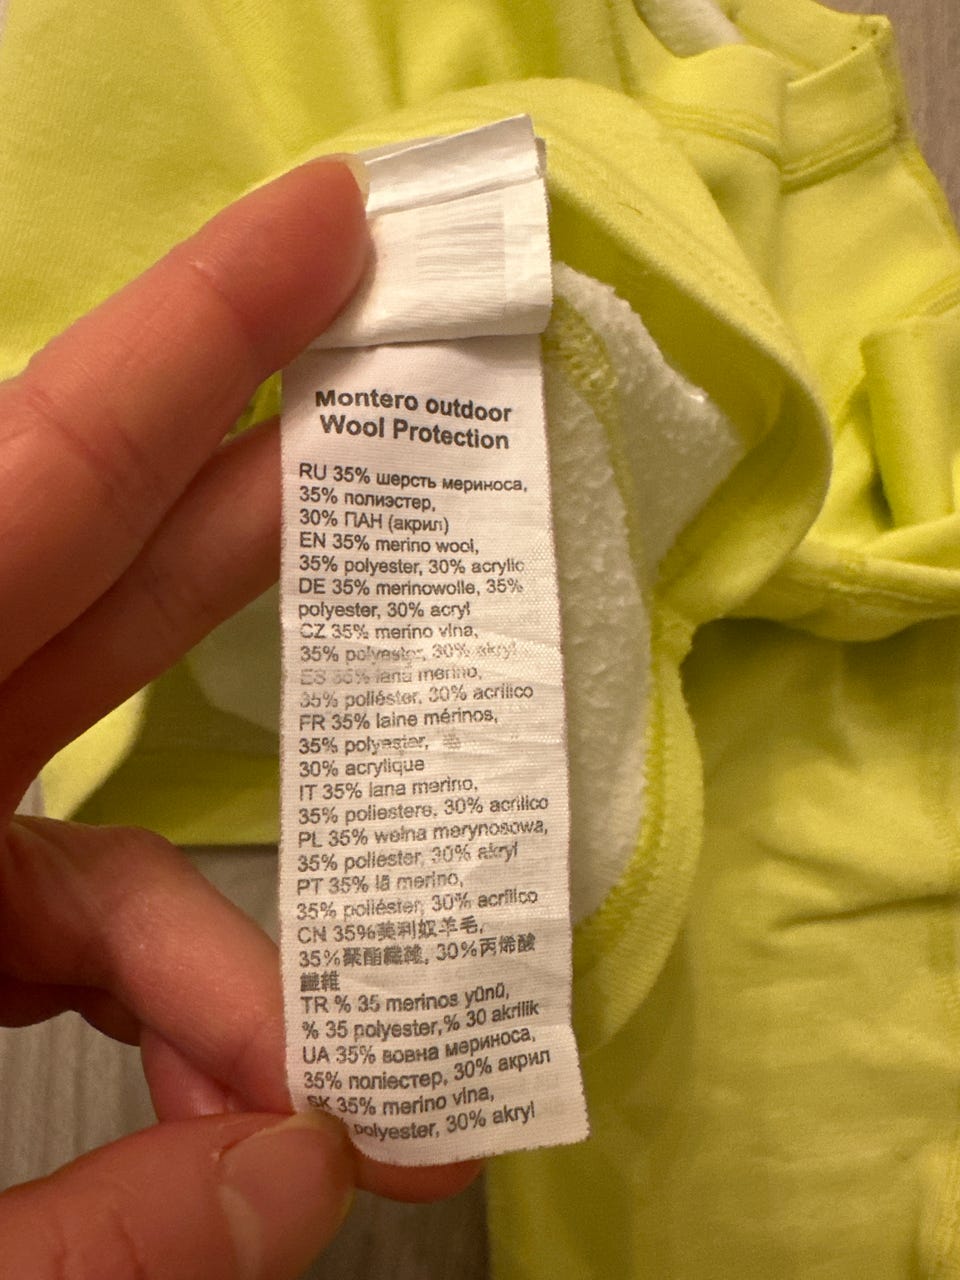 Montero outdoor
Wool Protection
RU 35% шерсть мериноса,
35% полиэстер,
30% ПАН (акрил)
EN 35% merino wool,
35% polyester, 30% acrylic
DE 35% merinowolle, 35%
polyester, 30% acryl
CZ 35% merino vlna,
35% polyester, 30% akryl
ES 35% lana merino,
35% poliéster, 30% acrílico
FR 35% laine mérinos,
35% polyester,
30% acrylique
IT 35% lana merino,
35% poliestere, 30% acrilico
PL 35% wełna merynosowa,
35% poliester, 30% akryl
PT 35% lã merino,
35% poliéster, 30% acrílico
CN 35%美利奴羊毛,
35%聚酯纖維, 30%丙烯酸
纖維
TR % 35 merinos yünü,
% 35 polyester,% 30 akrilik
UA 35% вовна мериноса,
35% поліестер, 30% акрил
SK 35% merino vlna,
polyester, 30% akryl